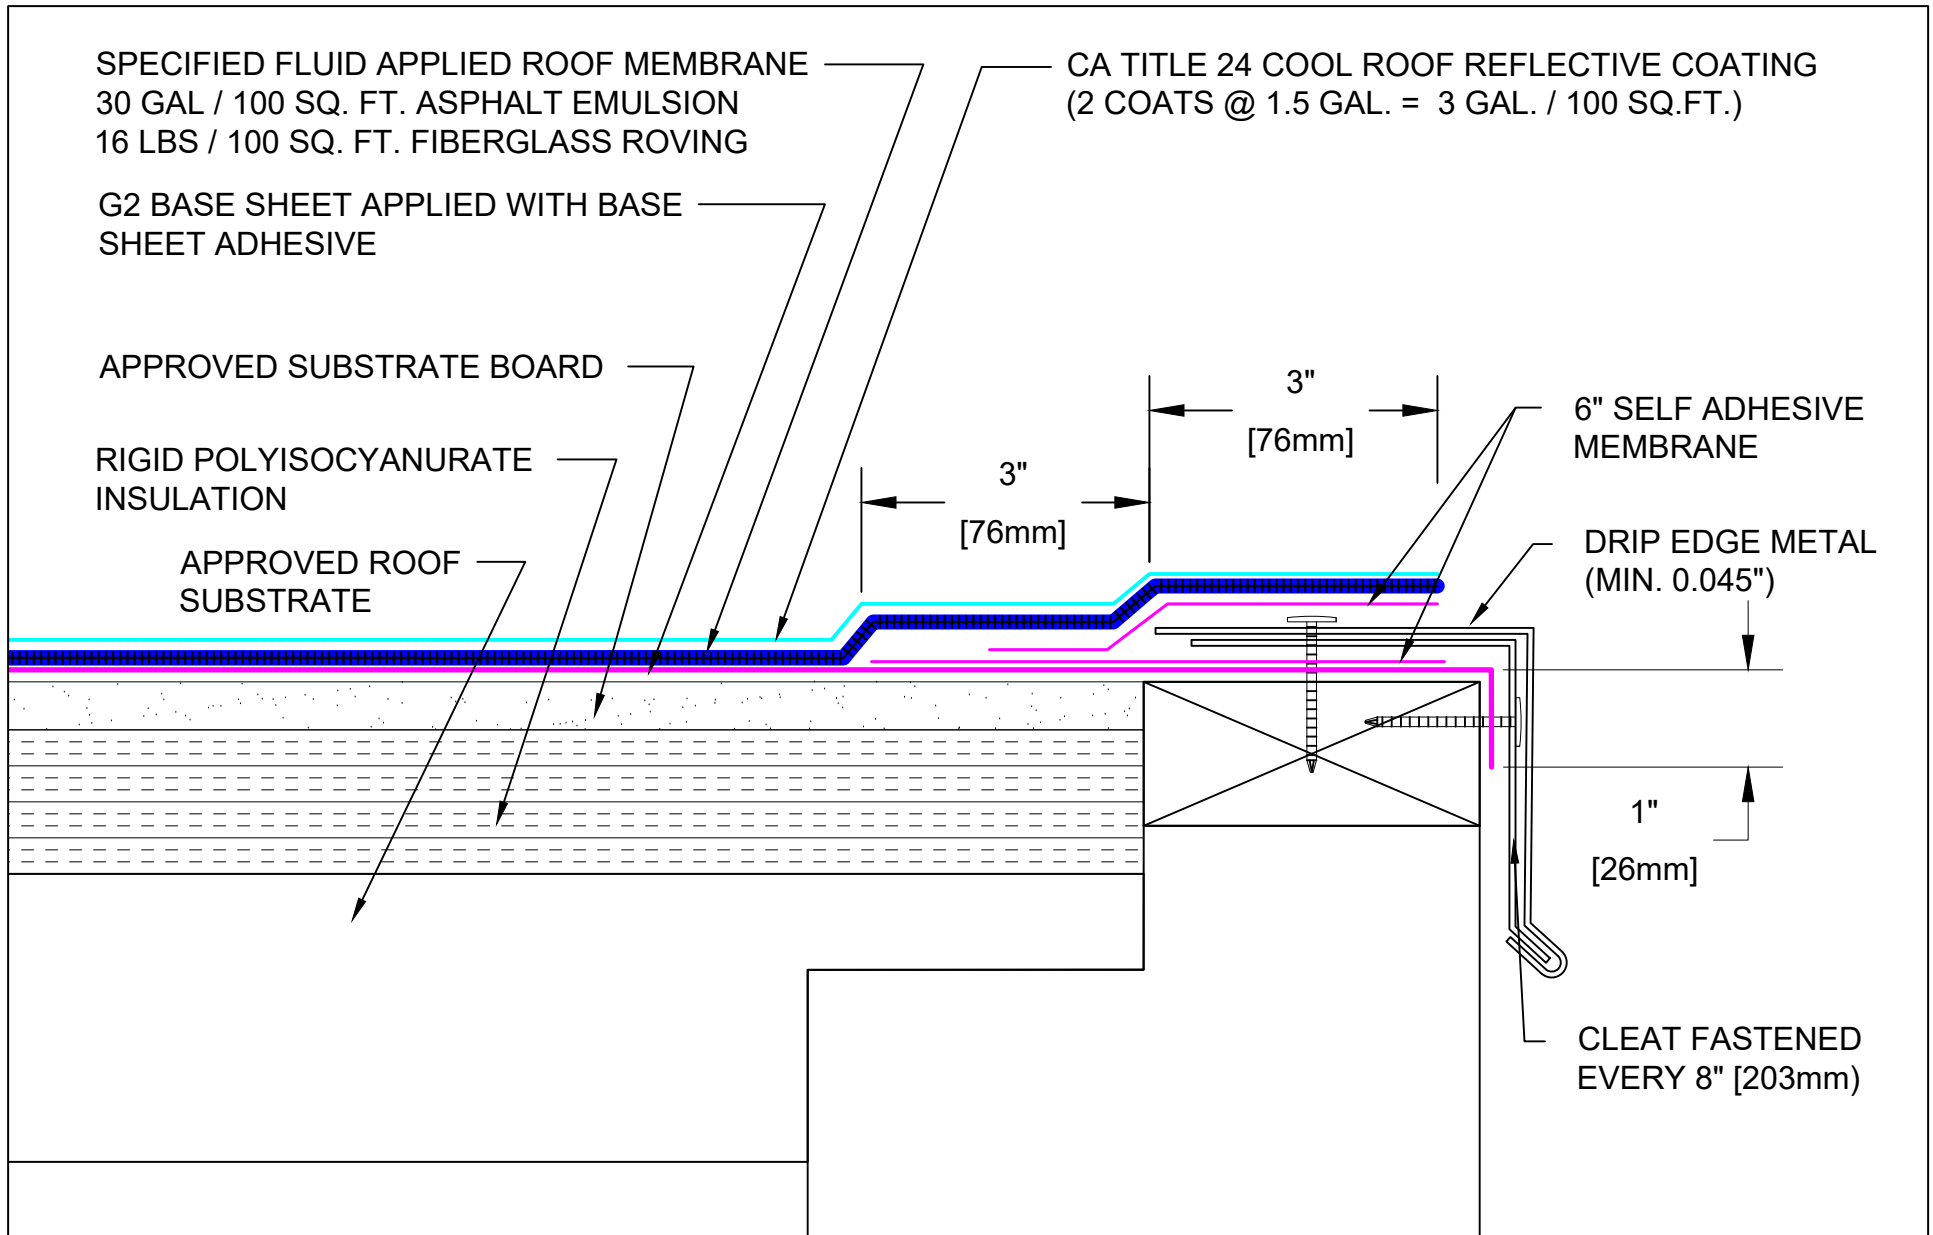 SPECIFIED FLUID APPLIED ROOF MEMBRANE
30 GAL / 100 SQ. FT. ASPHALT EMULSION
16 LBS / 100 SQ. FT. FIBERGLASS ROVING
CA TITLE 24 COOL ROOF REFLECTIVE COATING
(2 COATS @ 1.5 GAL. = 3 GAL. / 100 SQ.FT.)
G2 BASE SHEET APPLIED WITH BASE
SHEET ADHESIVE
APPROVED SUBSTRATE BOARD
RIGID POLYISOCYANURATE
INSULATION
APPROVED ROOF
SUBSTRATE
3"
[76mm]
3"
[76mm]
6" SELF ADHESIVE
MEMBRANE
DRIP EDGE METAL
(MIN. 0.045")
1"
[26mm]
CLEAT FASTENED
EVERY 8" [203mm)